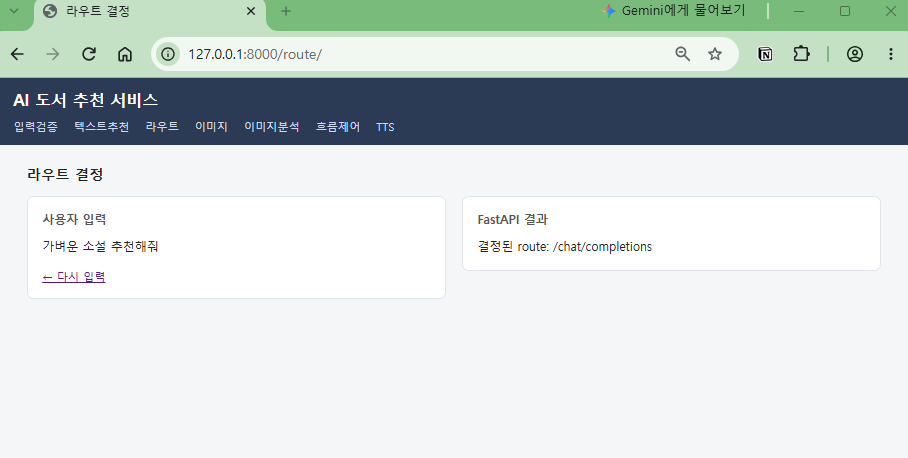 라우트 결정
Gemini에게 물어보기
127.0.0.1:8000/route/
AI 도서 추천 서비스
입력검증 텍스트추천 라우트 이미지 이미지분석 흐름제어 TTS
라우트 결정
사용자 입력
가벼운 소설 추천해줘
← 다시 입력
FastAPI 결과
결정된 route: /chat/completions